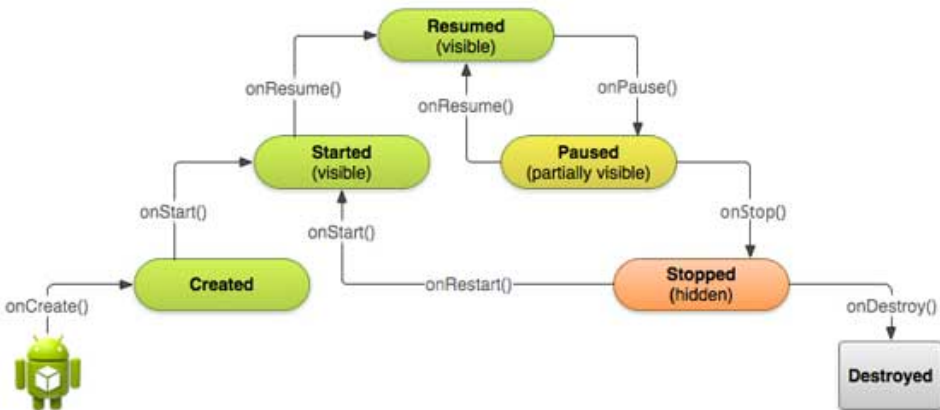 Resumed
(visible)
onResume()
onResume()
onPause()
Started
(visible)
Paused
(partially visible)
onStart()
onStart()
onStop()
Created
onRestart()
Stopped
(hidden)
onCreate()
onDestroy()
Destroyed